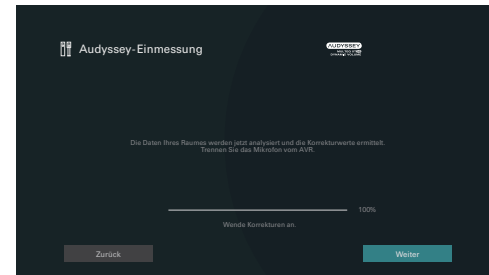 Audyssey-Einmessung
AUDYSSEY
Die Daten Ihres Raumes werden jetzt analysiert und die Korrekturwerte ermittelt.
Trennen Sie das Mikrofon vom AVR.
100%
Wende Korrekturen an.
Zurück
Weiter